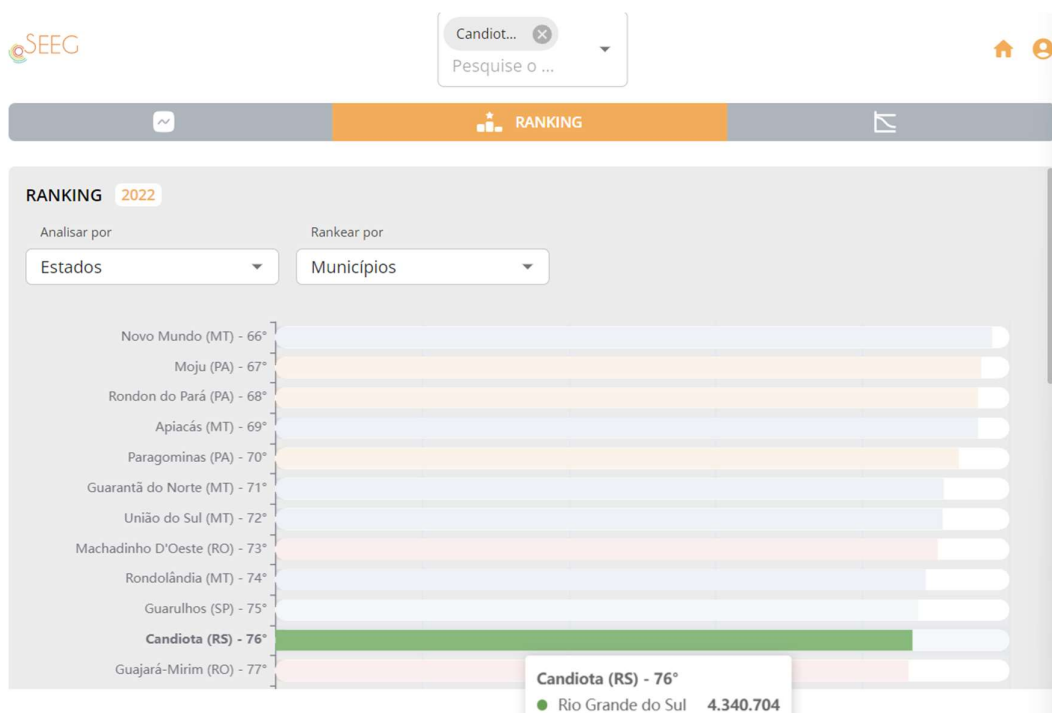 SEEG
Candiot...
Pesquise o ...
RANKING
RANKING 2022
Analisar por Rankear por
Estados Municípios
Novo Mundo (MT) - 66°
Moju (PA) - 67°
Rondon do Pará (PA) - 68°
Apiacás (MT) - 69°
Paragominas (PA) - 70°
Guarantã do Norte (MT) - 71°
União do Sul (MT) - 72°
Machadinho D'Oeste (RO) - 73°
Rondolândia (MT) - 74°
Guarulhos (SP) - 75°
Candiota (RS) - 76°
Guajará-Mirim (RO) - 77°
Candiota (RS) - 76°
Rio Grande do Sul 4.340.704